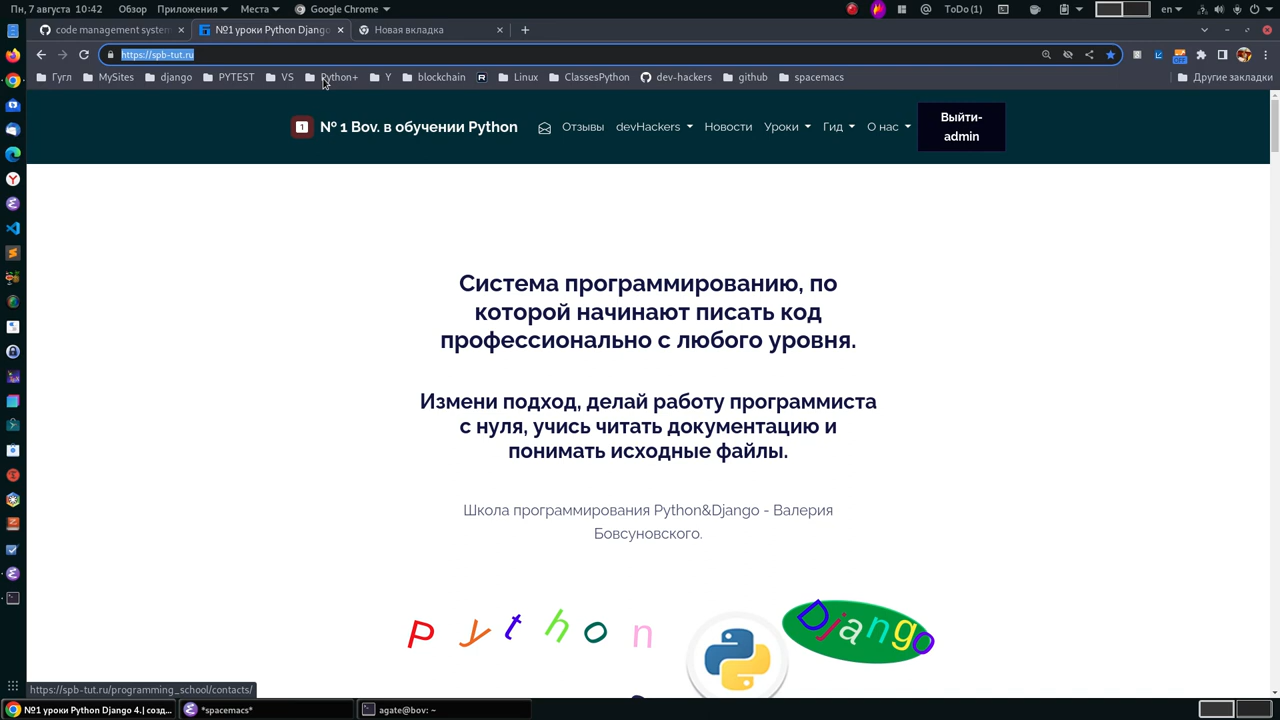 Пн, 7 августа 10:42 Обзор Приложения Места Google Chrome ToDo(1) en
code management system №1 уроки Python Django Новая вкладка
https://spb-tut.ru
OFF
Гугл MySites django PYTEST VS Python+ Y blockchain Linux ClassesPython dev-hackers github spacemacs Другие закладки
1 № 1 Bov. в обучении Python Отзывы devHackers Новости Уроки Гид О нас Выйти-
admin
Система программированию, по
которой начинают писать код
профессионально с любого уровня.
Измени подход, делай работу программиста
с нуля, учись читать документацию и
понимать исходные файлы.
Школа программирования Python&Django - Валерия
Бовсуновского.
Python Django
https://spb-tut.ru/programming_school/contacts/
№1 уроки Python Django 4.| созд... *spacemacs* agate@bov: ~